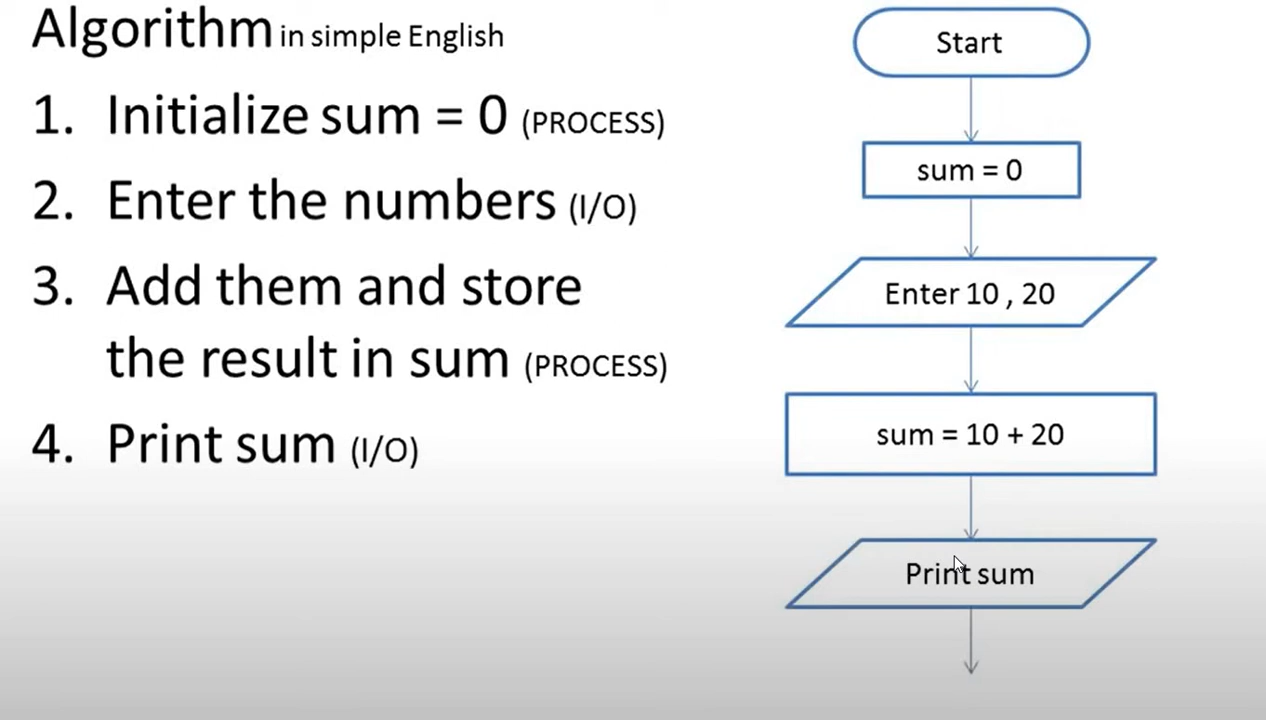 Algorithm in simple English
1. Initialize sum = 0 (PROCESS)
2. Enter the numbers (I/O)
3. Add them and store
the result in sum (PROCESS)
4. Print sum (I/O)
Start
sum = 0
Enter 10 , 20
sum = 10 + 20
Print sum